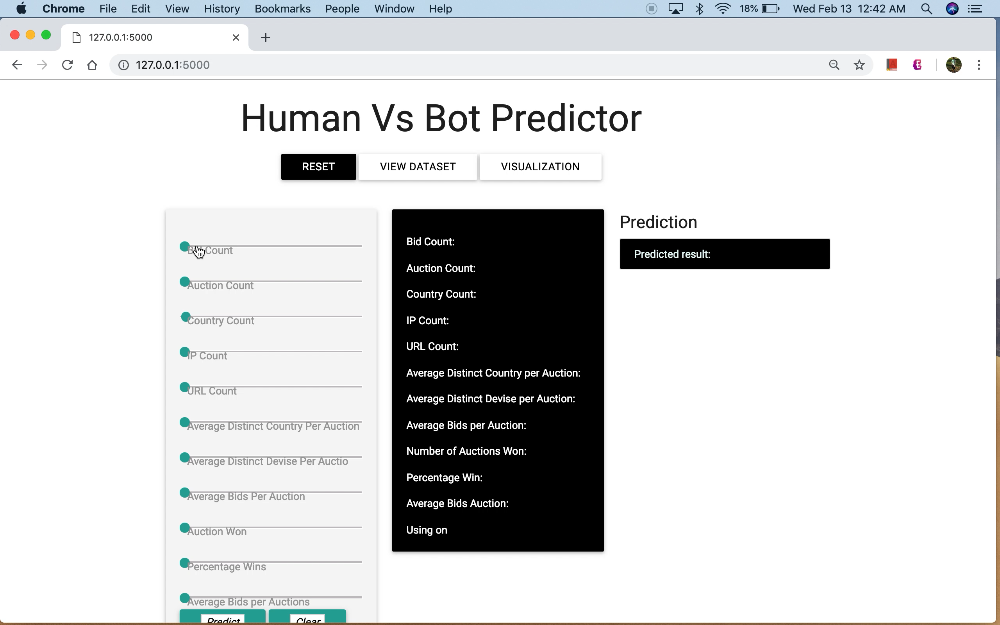 Chrome File Edit View History Bookmarks People Window Help 18% Wed Feb 13 12:42 AM
127.0.0.1:5000
127.0.0.1:5000
Human Vs Bot Predictor
RESET VIEW DATASET VISUALIZATION
Bid Count
Auction Count
Country Count
IP Count
URL Count
Average Distinct Country Per Auction
Average Distinct Devise Per Auctio
Average Bids Per Auction
Auction Won
Percentage Wins
Average Bids per Auctions
Predict Clear
Bid Count:
Auction Count:
Country Count:
IP Count:
URL Count:
Average Distinct Country per Auction:
Average Distinct Devise per Auction:
Average Bids per Auction:
Number of Auctions Won:
Percentage Win:
Average Bids Auction:
Using on
Prediction
Predicted result: